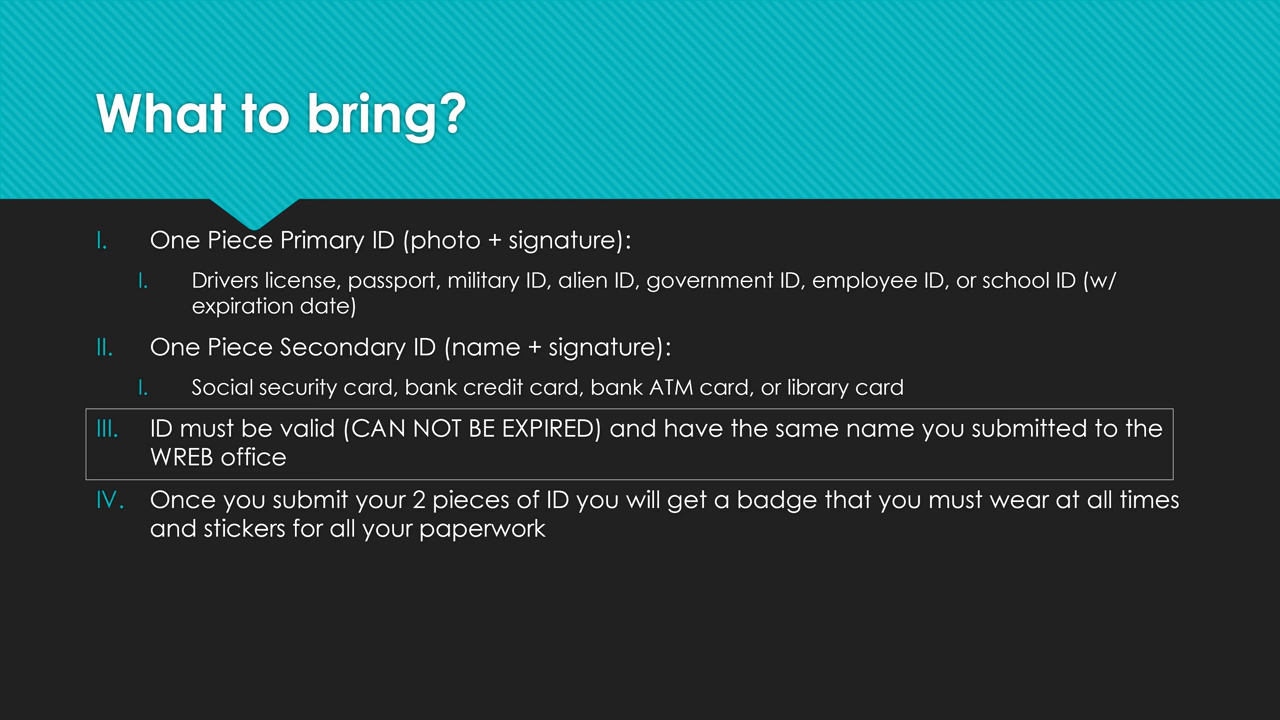 What to bring?
I. One Piece Primary ID (photo + signature):
I. Drivers license, passport, military ID, alien ID, government ID, employee ID, or school ID (w/
expiration date)
II. One Piece Secondary ID (name + signature):
I. Social security card, bank credit card, bank ATM card, or library card
III. ID must be valid (CAN NOT BE EXPIRED) and have the same name you submitted to the
WREB office
IV. Once you submit your 2 pieces of ID you will get a badge that you must wear at all times
and stickers for all your paperwork